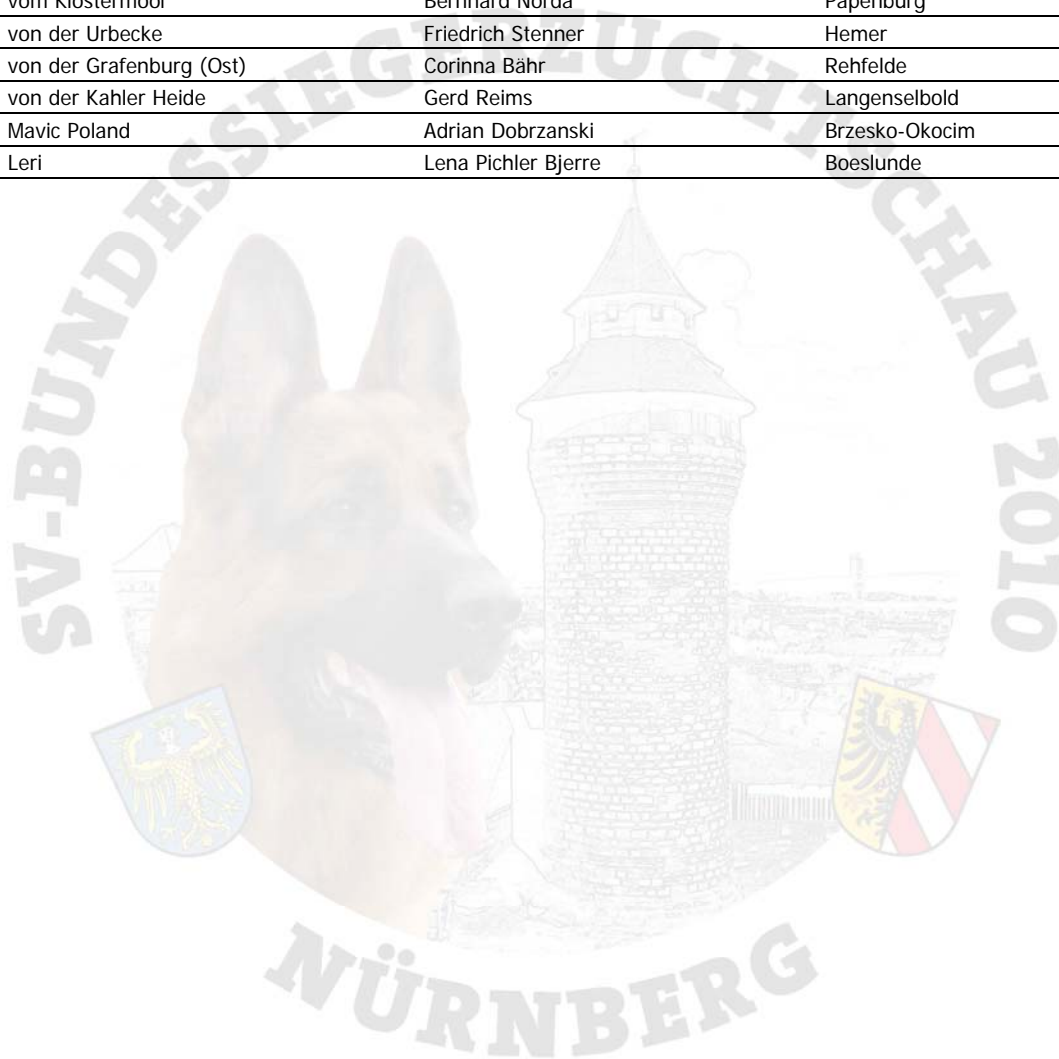 vom Klostermoor Bernhard Norda Papenburg
von der Urbecke Friedrich Stenner Hemer
von der Grafenburg (Ost) Corinna Bähr Rehfelde
von der Kahler Heide Gerd Reims Langenselbold
Mavic Poland Adrian Dobrzanski Brzesko-Okocim
Leri Lena Pichler Bjerre Boeslunde
SV-BUNDESSIEGERZUCHTSCHAU 2010
NÜRNBERG